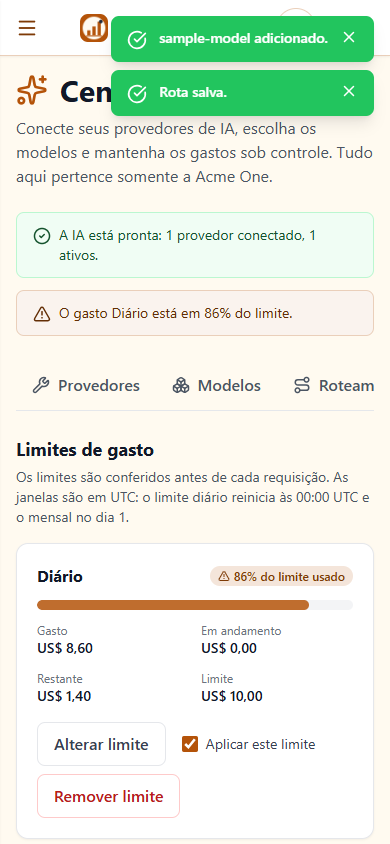 sample-model adicionado.
Rota salva.
Cen
Conecte seus provedores de IA, escolha os
modelos e mantenha os gastos sob controle. Tudo
aqui pertence somente a Acme One.
A IA está pronta: 1 provedor conectado, 1
ativos.
O gasto Diário está em 86% do limite.
Provedores
Modelos
Roteam
Limites de gasto
Os limites são conferidos antes de cada requisição. As
janelas são em UTC: o limite diário reinicia às 00:00 UTC e
o mensal no dia 1.
Diário
86% do limite usado
Gasto
Em andamento
US$ 8,60
US$ 0,00
Restante
Limite
US$ 1,40
US$ 10,00
Alterar limite
Aplicar este limite
Remover limite